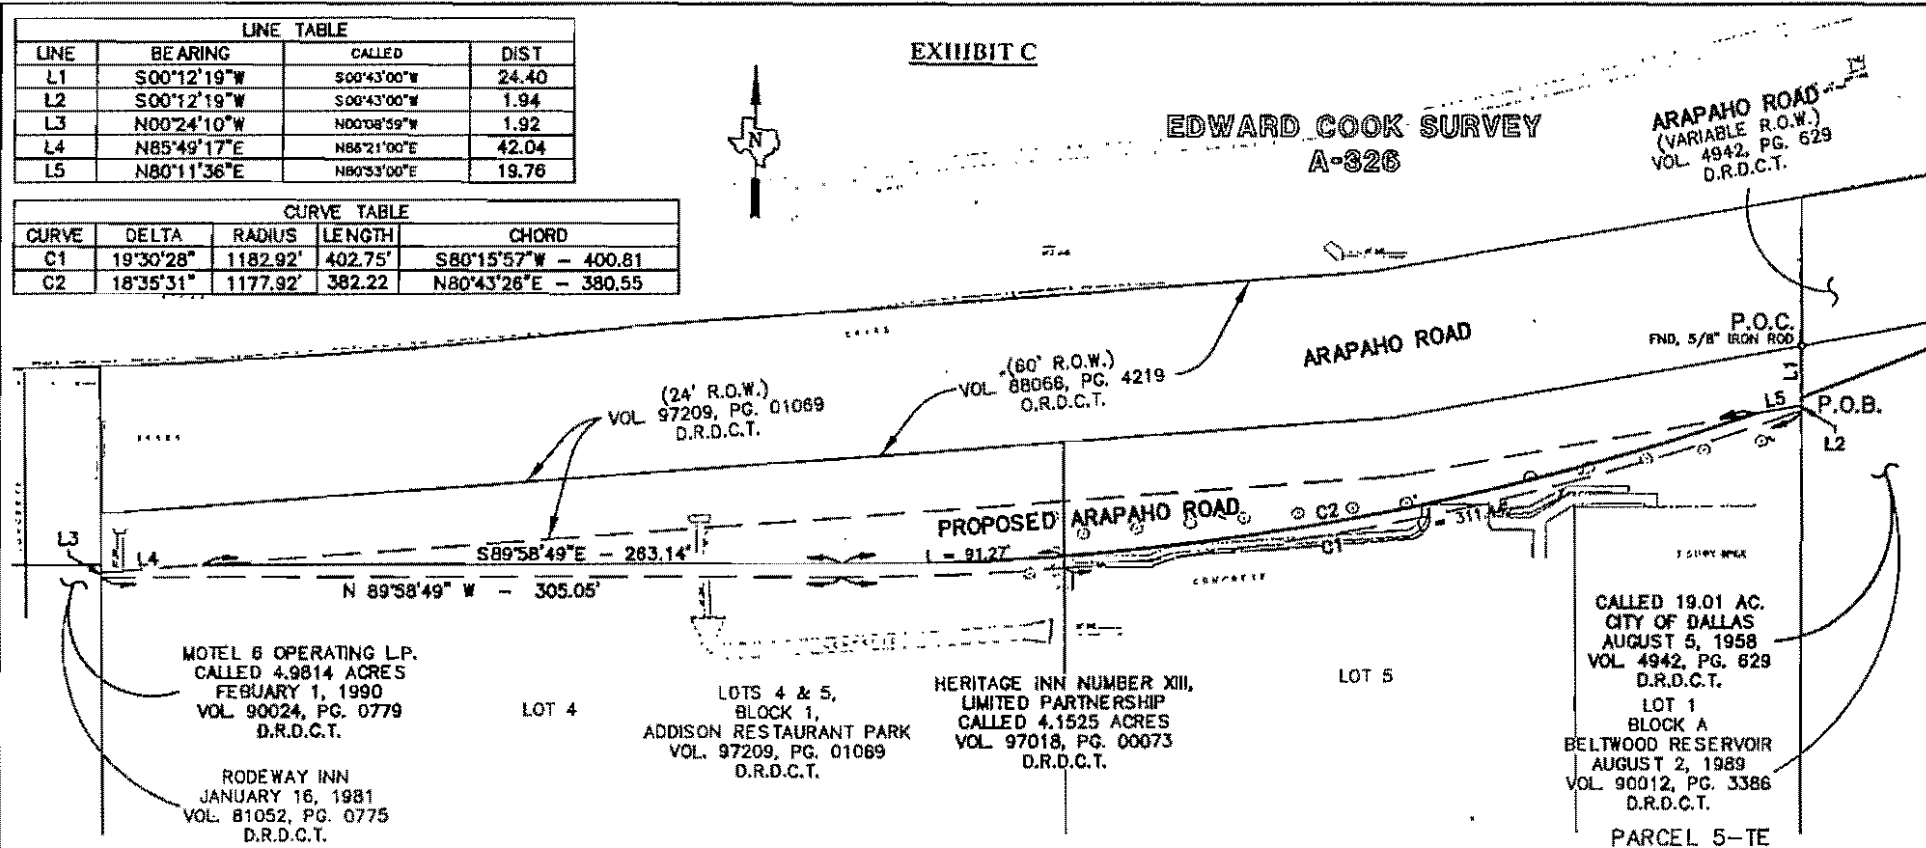 LINE TABLE
LINE BEARING CALLED DIST
L1 S00°12'19"W S00°43'00"W 24.40
L2 S00°12'19"W S00°43'00"W 1.94
L3 N00°24'10"W N00°08'59"W 1.92
L4 N85°49'17"E N86°21'00"E 42.04
L5 N80°11'36"E N80°53'00"E 19.76
CURVE TABLE
CURVE DELTA RADIUS LENGTH CHORD
C1 19°30'28" 1182.92' 402.75' S80°15'57"W - 400.81
C2 18°35'31" 1177.92' 382.22 N80°43'26"E - 380.55
EXHIBIT C
N
EDWARD COOK SURVEY
A-326
ARAPAHO ROAD
(VARIABLE R.O.W.)
VOL. 4942, PG. 629
D.R.D.C.T.
P.O.C.
FND. 5/8" IRON ROD
ARAPAHO ROAD
(60' R.O.W.)
VOL. 88066, PG. 4219
O.R.D.C.T.
(24' R.O.W.)
VOL. 97209, PG. 01069
D.R.D.C.T.
L1
L5
P.O.B.
L2
PROPOSED ARAPAHO ROAD
C2
311
C1
L = 91.27'
S89°58'49"E - 263.14'
L3
L4
N 89°58'49" W - 305.05'
CONCRETE
MOTEL 6 OPERATING L.P.
CALLED 4.9814 ACRES
FEBUARY 1, 1990
VOL. 90024, PG. 0779
D.R.D.C.T.
RODEWAY INN
JANUARY 16, 1981
VOL. 81052, PG. 0775
D.R.D.C.T.
LOT 4
LOTS 4 & 5,
BLOCK 1,
ADDISON RESTAURANT PARK
VOL. 97209, PG. 01069
D.R.D.C.T.
HERITAGE INN NUMBER XIII,
LIMITED PARTNERSHIP
CALLED 4.1525 ACRES
VOL. 97018, PG. 00073
D.R.D.C.T.
LOT 5
CALLED 19.01 AC.
CITY OF DALLAS
AUGUST 5, 1958
VOL. 4942, PG. 629
D.R.D.C.T.
LOT 1
BLOCK A
BELTWOOD RESERVOIR
AUGUST 2, 1989
VOL. 90012, PG. 3386
D.R.D.C.T.
PARCEL 5-TE